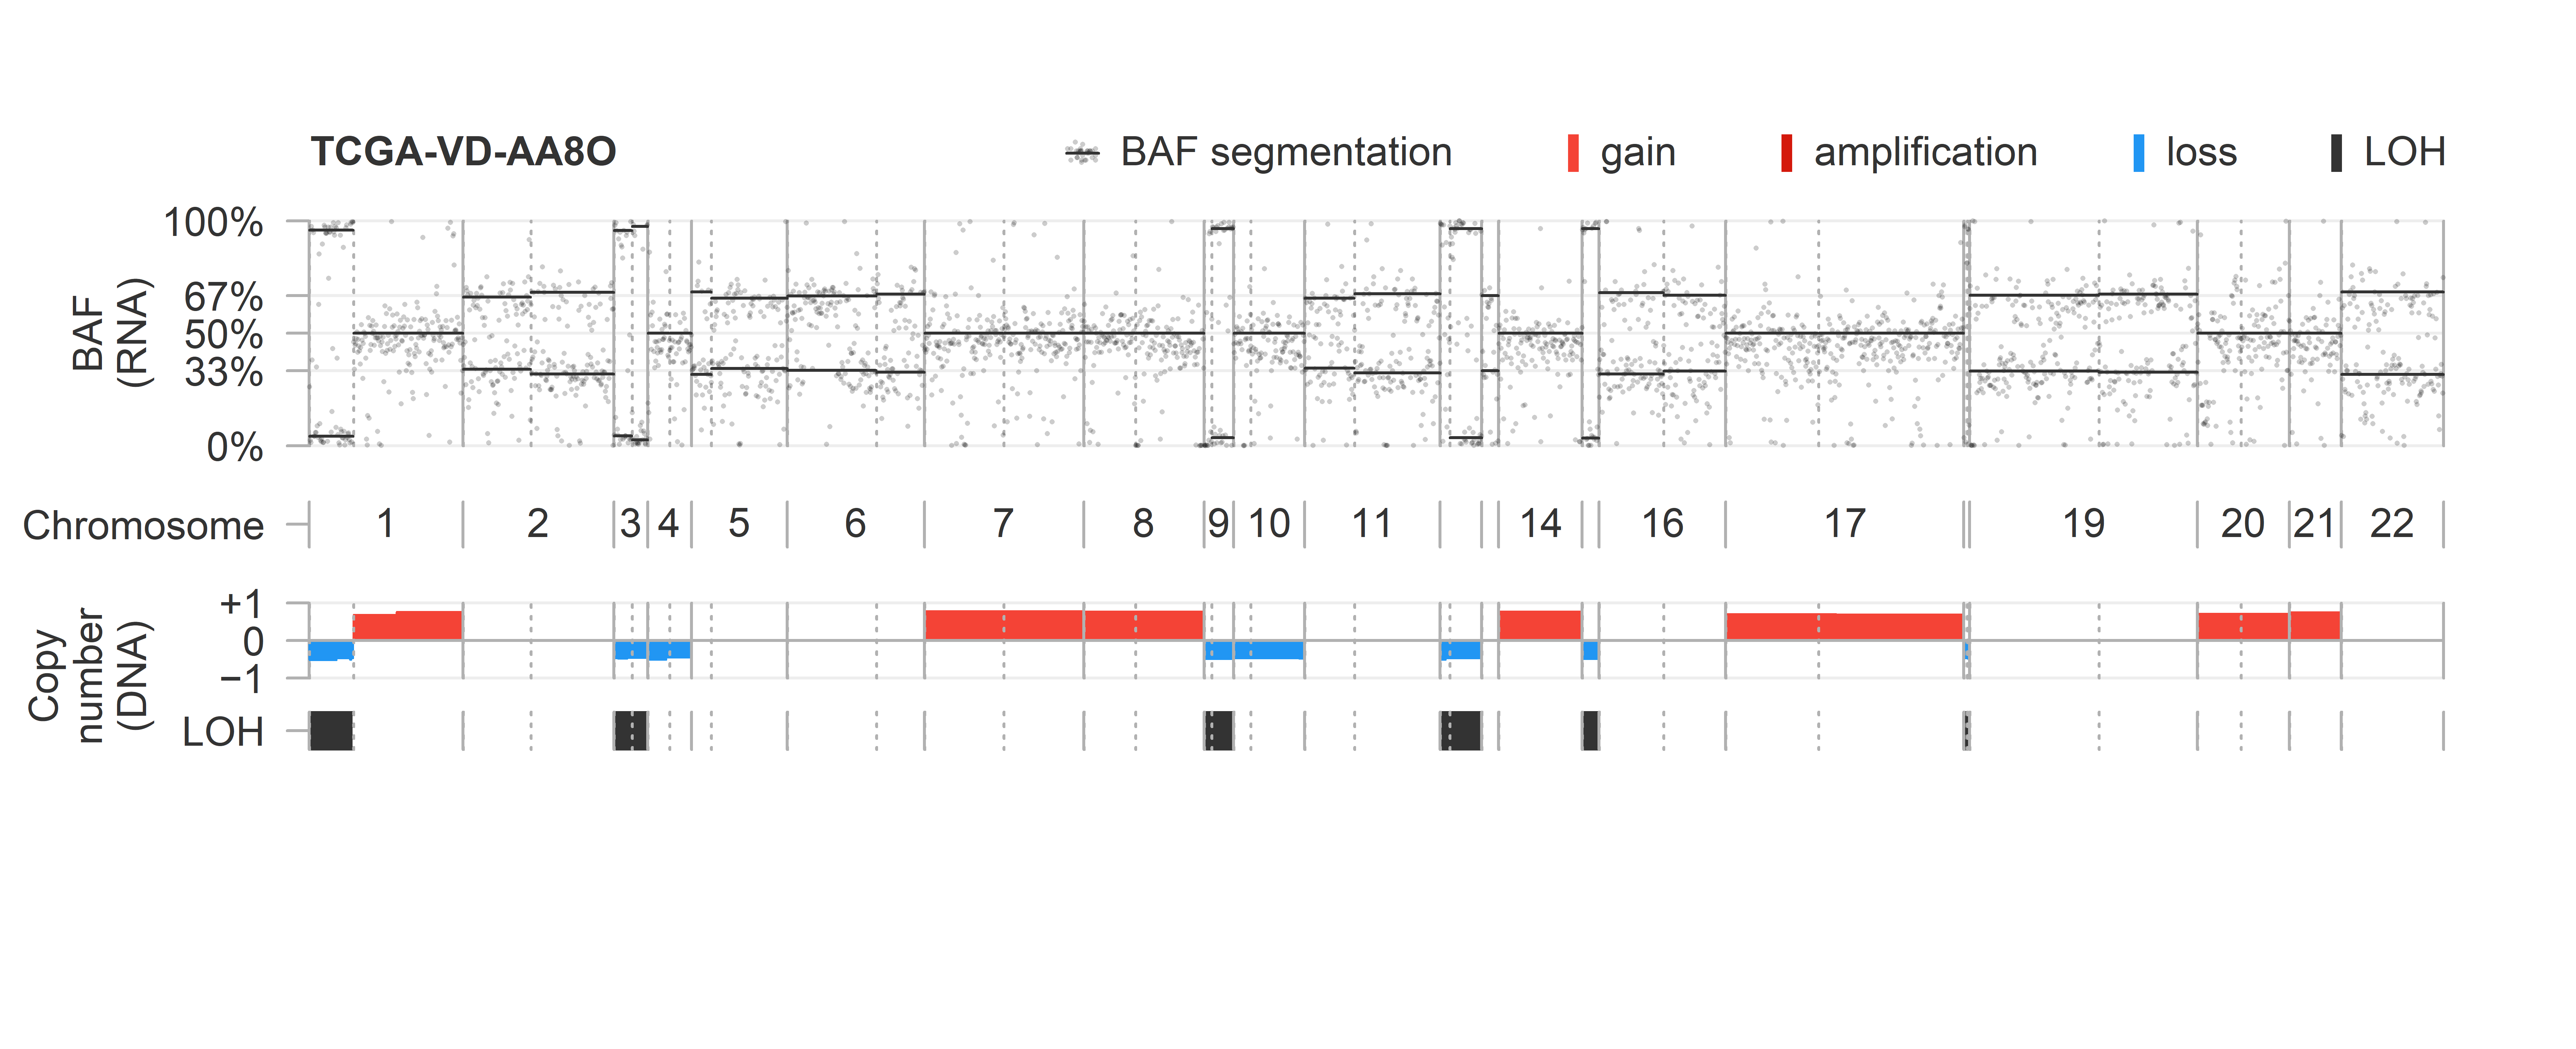 TCGA-VD-AA8O
BAF segmentation
gain
amplification
loss
LOH
BAF
(RNA)
100%
67%
50%
33%
0%
Chromosome
1 2 3 4 5 6 7 8 9 10 11 14 16 17 19 20 21 22
Copy
number
(DNA)
+1
0
−1
LOH